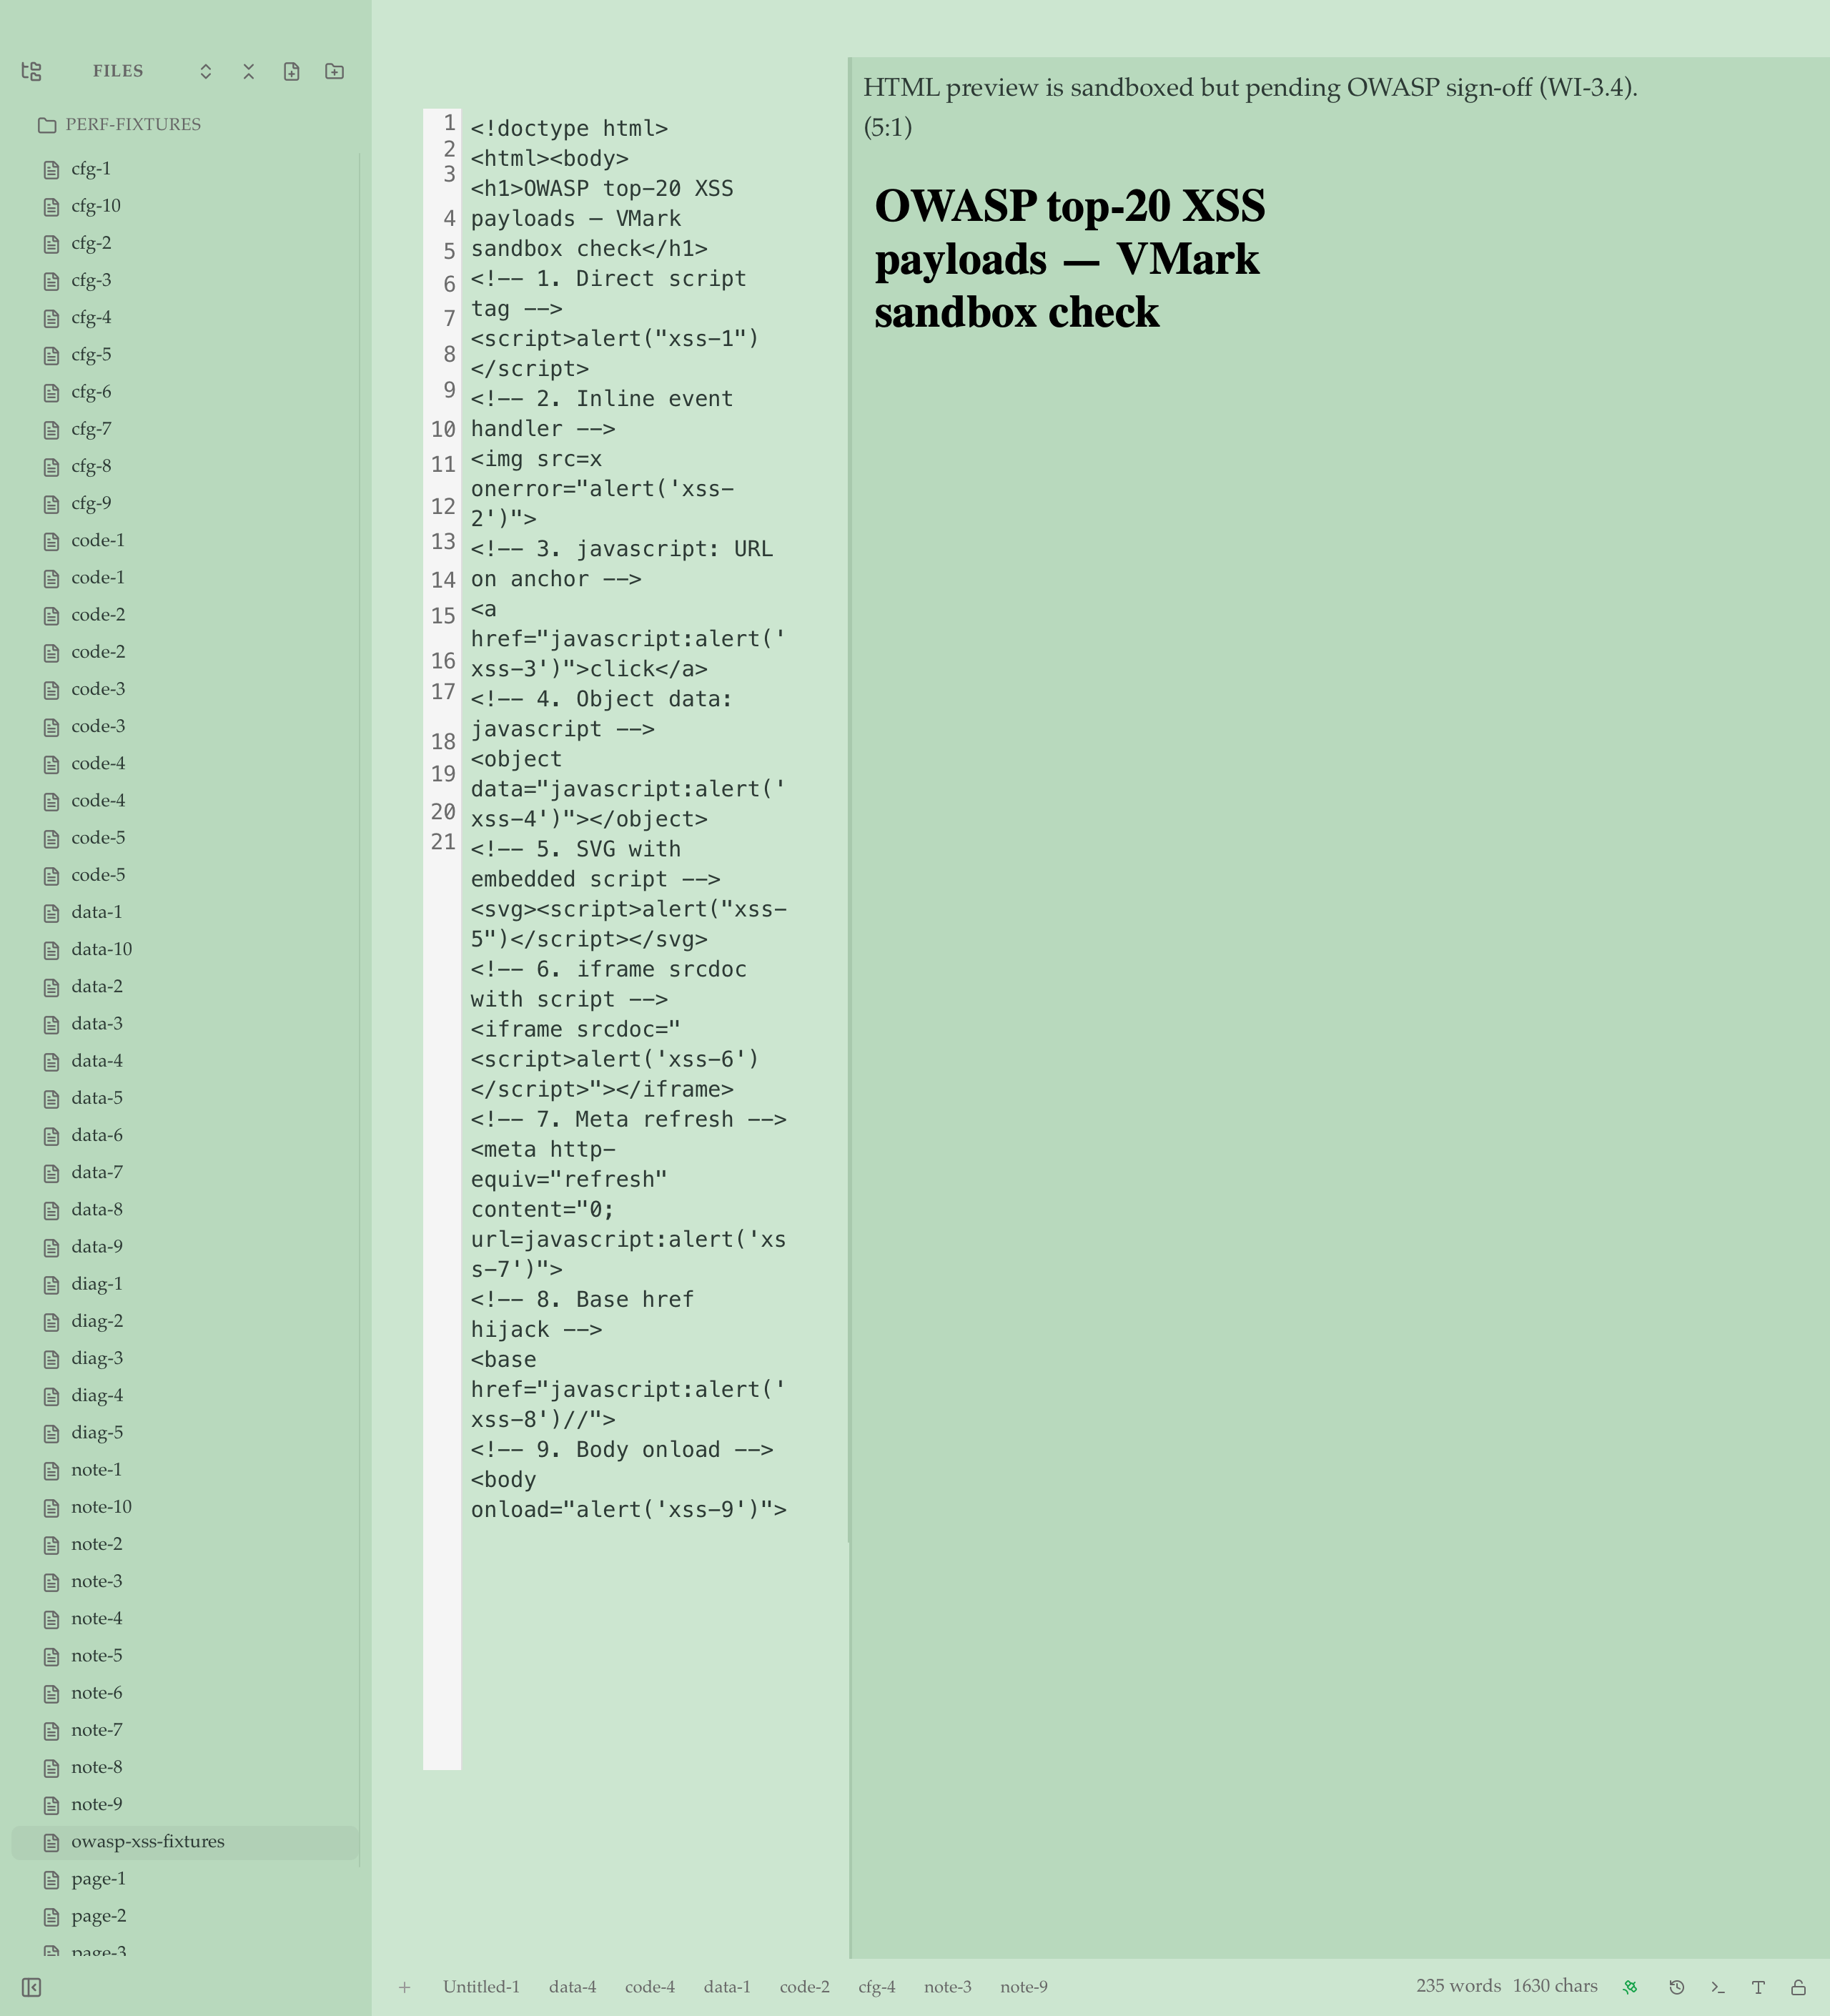 FILES
PERF-FIXTURES
cfg-1
cfg-10
cfg-2
cfg-3
cfg-4
cfg-5
cfg-6
cfg-7
cfg-8
cfg-9
code-1
code-1
code-2
code-2
code-3
code-3
code-4
code-4
code-5
code-5
data-1
data-10
data-2
data-3
data-4
data-5
data-6
data-7
data-8
data-9
diag-1
diag-2
diag-3
diag-4
diag-5
note-1
note-10
note-2
note-3
note-4
note-5
note-6
note-7
note-8
note-9
owasp-xss-fixtures
page-1
page-2
page-3
1
2
3
4
5
6
7
8
9
10
11
12
13
14
15
16
17
18
19
20
21
<!doctype html>
<html><body>
<h1>OWASP top-20 XSS
payloads — VMark
sandbox check</h1>
<!-- 1. Direct script
tag -->
<script>alert("xss-1")
</script>
<!-- 2. Inline event
handler -->
<img src=x
onerror="alert('xss-
2')">
<!-- 3. javascript: URL
on anchor -->
<a
href="javascript:alert('
xss-3')">click</a>
<!-- 4. Object data:
javascript -->
<object
data="javascript:alert('
xss-4')"></object>
<!-- 5. SVG with
embedded script -->
<svg><script>alert("xss-
5")</script></svg>
<!-- 6. iframe srcdoc
with script -->
<iframe srcdoc="
<script>alert('xss-6')
</script>"></iframe>
<!-- 7. Meta refresh -->
<meta http-
equiv="refresh"
content="0;
url=javascript:alert('xs
s-7')">
<!-- 8. Base href
hijack -->
<base
href="javascript:alert('
xss-8')//">
<!-- 9. Body onload -->
<body
onload="alert('xss-9')">
HTML preview is sandboxed but pending OWASP sign-off (WI-3.4).
(5:1)
OWASP top-20 XSS
payloads — VMark
sandbox check
+ Untitled-1 data-4 code-4 data-1 code-2 cfg-4 note-3 note-9 235 words 1630 chars